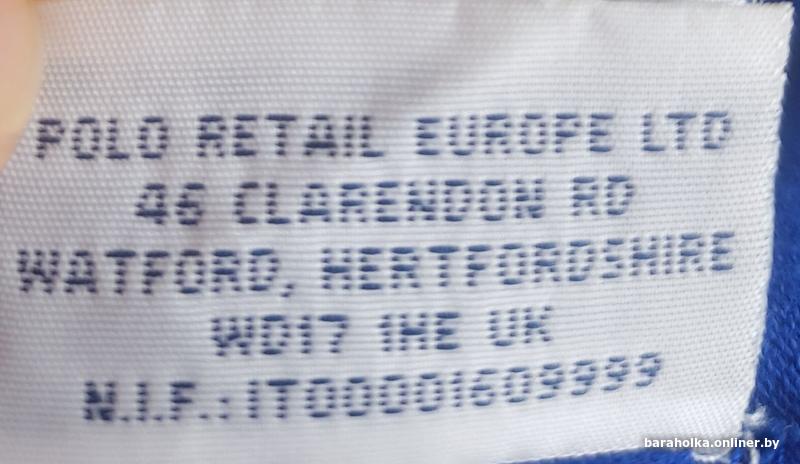 POLO RETAIL EUROPE LTD
46 CLARENDON RD
WATFORD, HERTFORDSHIRE
WD17 1HE UK
N.I.F.: IT00001609999
baraholka.onliner.by